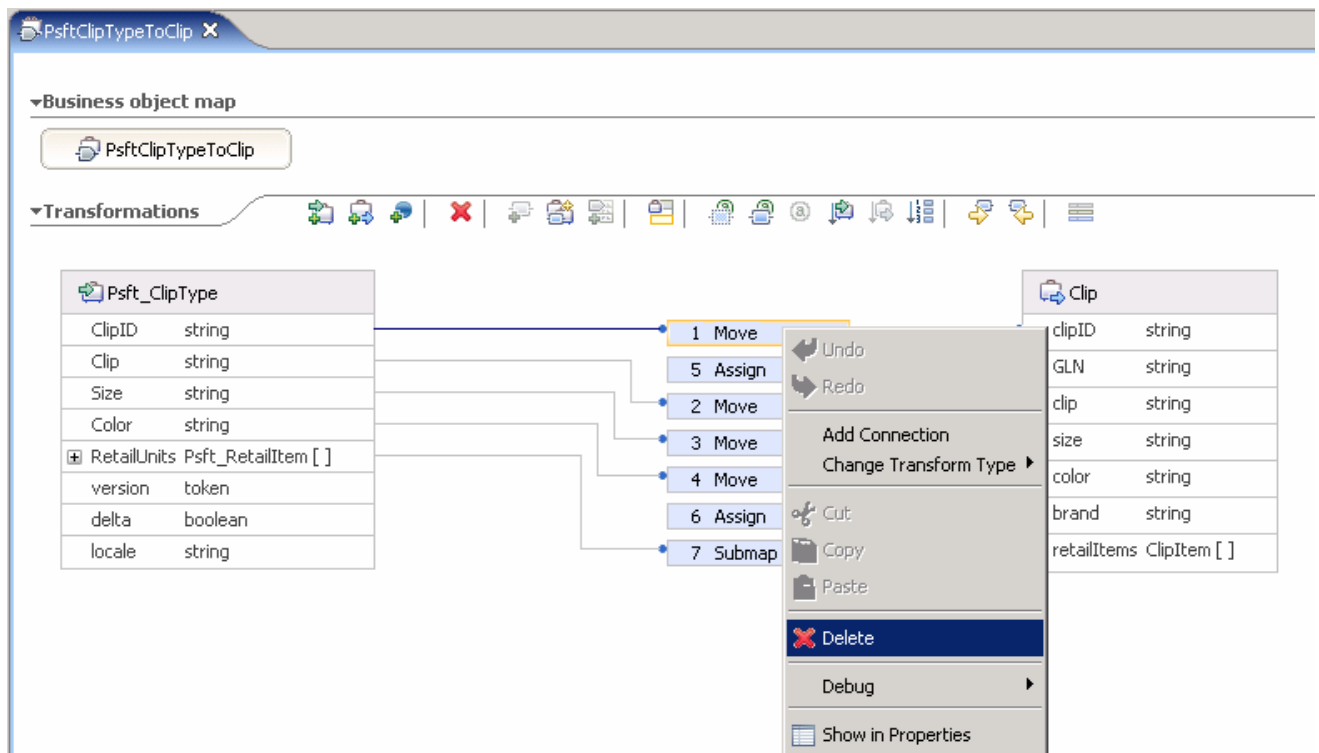 PsftClipTypeToClip
Business object map
PsftClipTypeToClip
Transformations
Psft_ClipType
ClipID string
Clip string
Size string
Color string
RetailUnits Psft_RetailItem [ ]
version token
delta boolean
locale string
1 Move
5 Assign
2 Move
3 Move
4 Move
6 Assign
7 Submap
Undo
Redo
Add Connection
Change Transform Type
Cut
Copy
Paste
Delete
Debug
Show in Properties
Clip
clipID string
GLN string
clip string
size string
color string
brand string
retailItems ClipItem [ ]